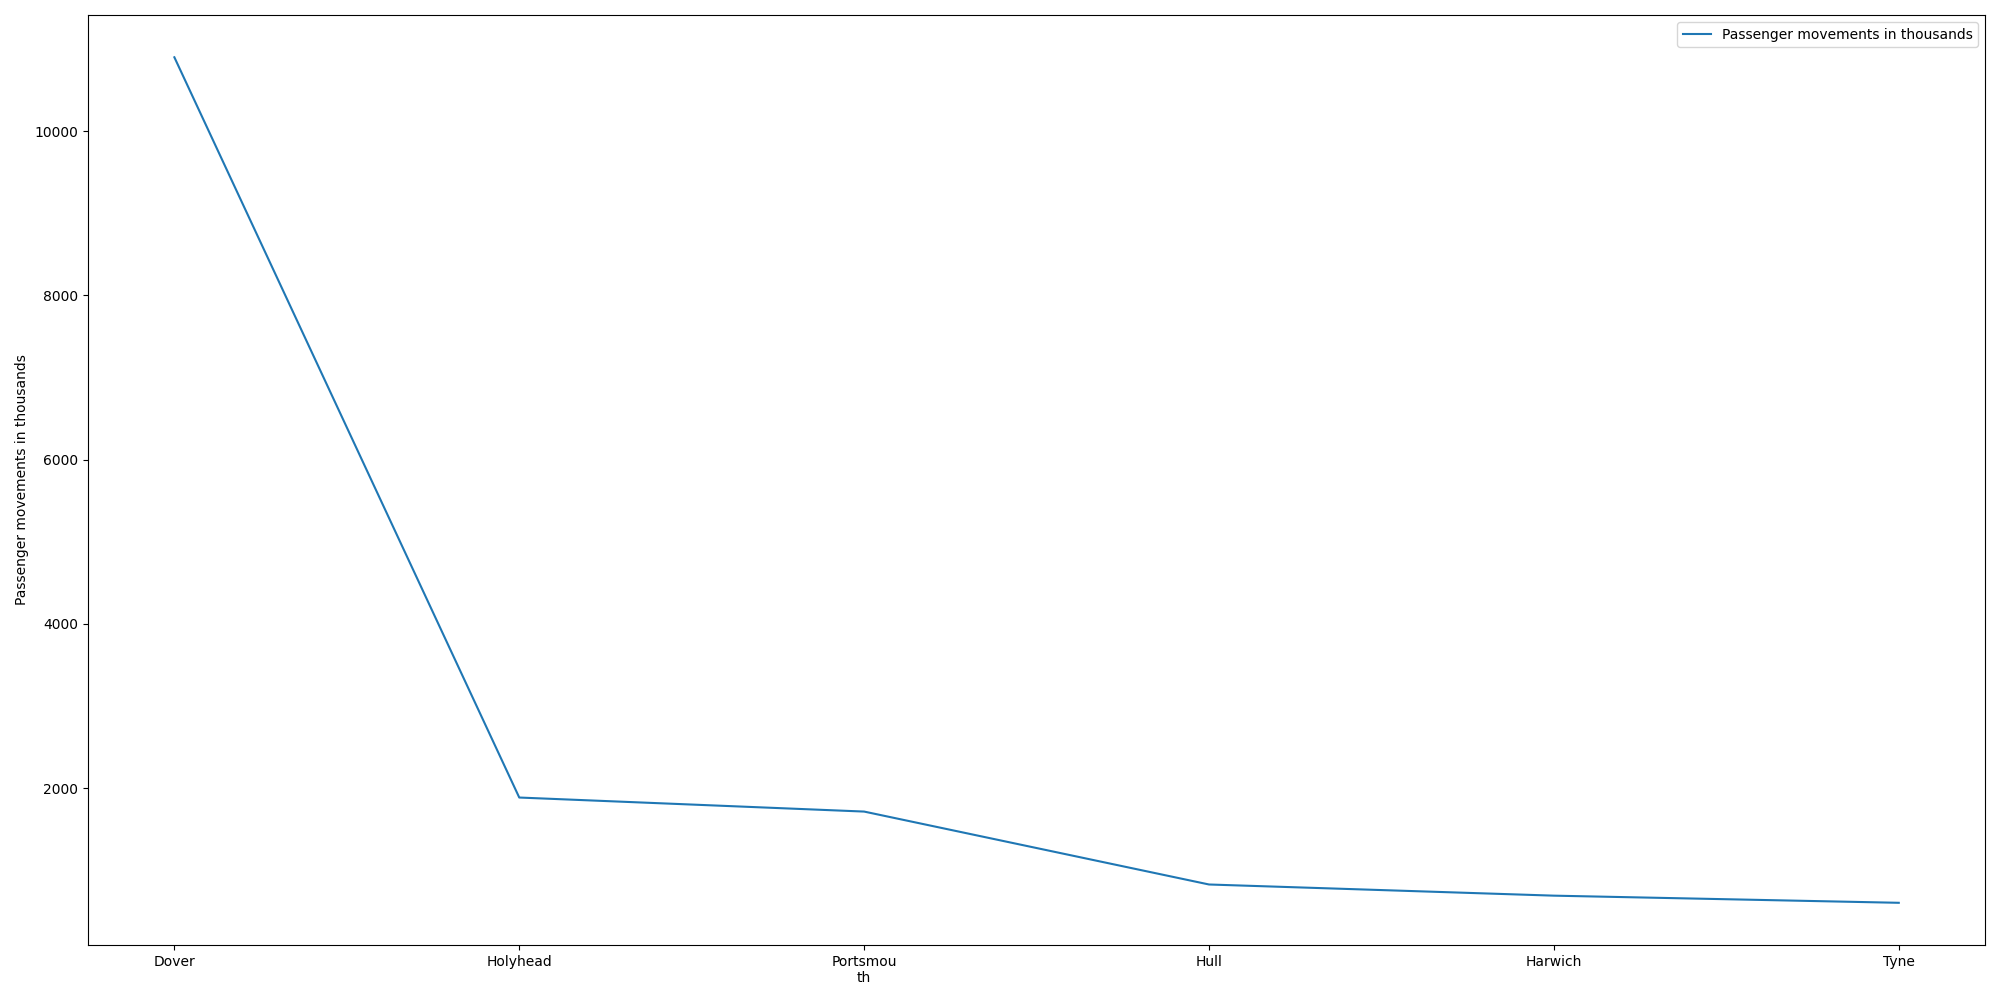 Passenger movements in thousands
Passenger movements in thousands
10000
8000
6000
4000
2000
Dover
Holyhead
Portsmou
th
Hull
Harwich
Tyne